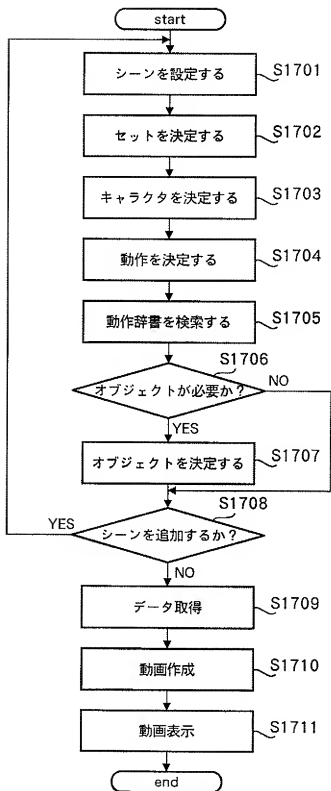 start
シーンを設定する
S1701
セットを決定する
S1702
キャラクタを決定する
S1703
動作を決定する
S1704
動作辞書を検索する
S1705
S1706
オブジェクトが必要か?
NO
YES
オブジェクトを決定する
S1707
S1708
YES
シーンを追加するか?
NO
データ取得
S1709
動画作成
S1710
動画表示
S1711
end